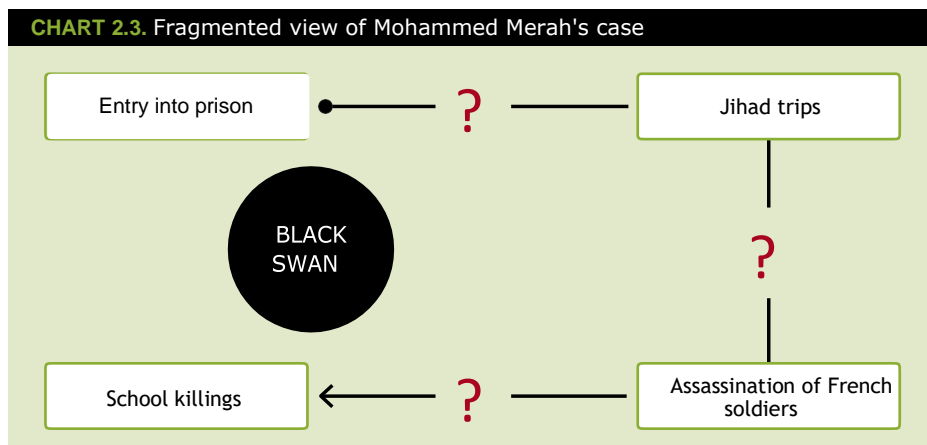 CHART 2.3. Fragmented view of Mohammed Merah's case
Entry into prison
?
Jihad trips
BLACK
SWAN
?
School killings
?
Assassination of French
soldiers